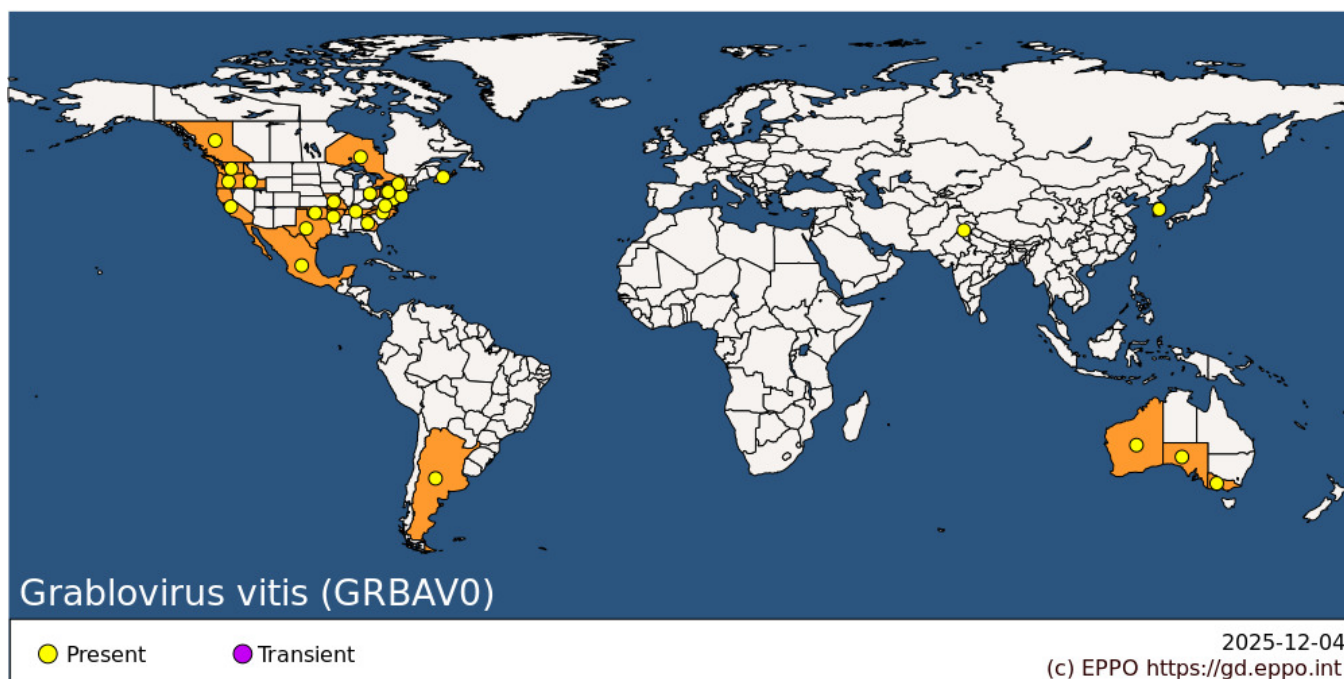 Grablovirus vitis (GRBAV0)
Present
Transient
2025-12-04
(c) EPPO https://gd.eppo.int